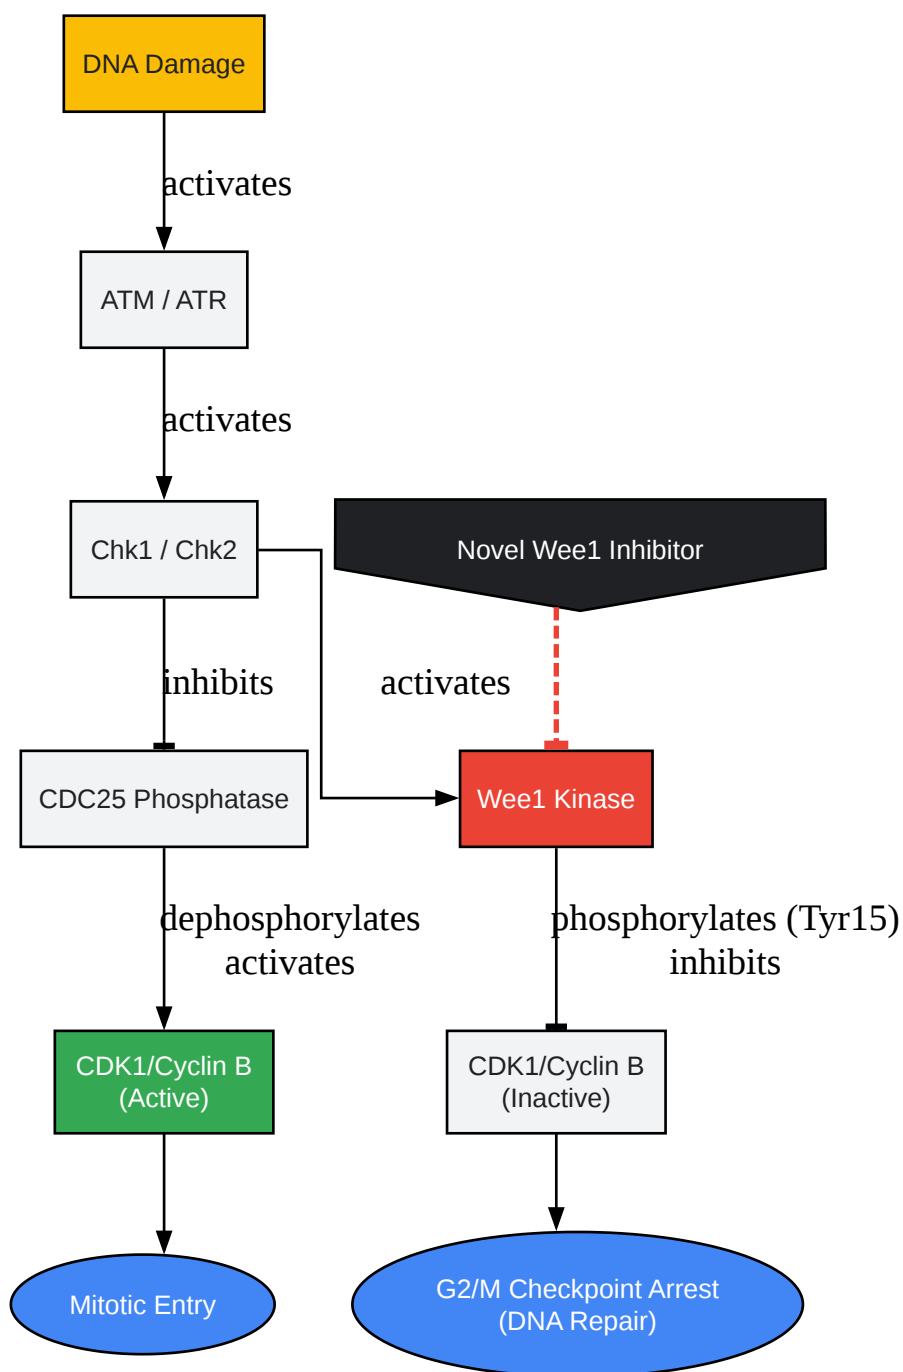 DNA Damage
activates
ATM / ATR
activates
Chk1 / Chk2
Novel Wee1 Inhibitor
inhibits
activates
CDC25 Phosphatase
Wee1 Kinase
dephosphorylates
activates
phosphorylates (Tyr15)
inhibits
CDK1/Cyclin B
(Active)
CDK1/Cyclin B
(Inactive)
Mitotic Entry
G2/M Checkpoint Arrest
(DNA Repair)